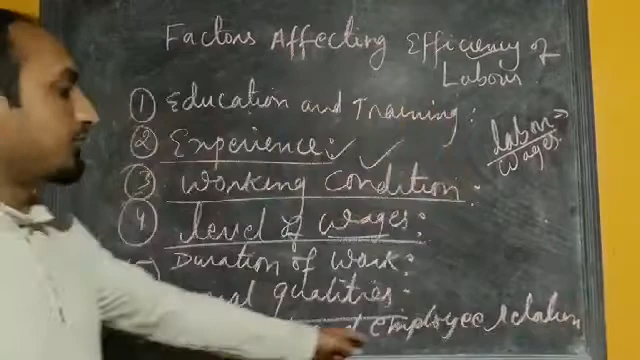 Factors Affecting Efficiency of
Labour
① Education and Training:
② Experience: ✓ ✓
③ Working Condition:
④ level of wages:
Duration of work:
qualities:
employee relation
labour →
wages